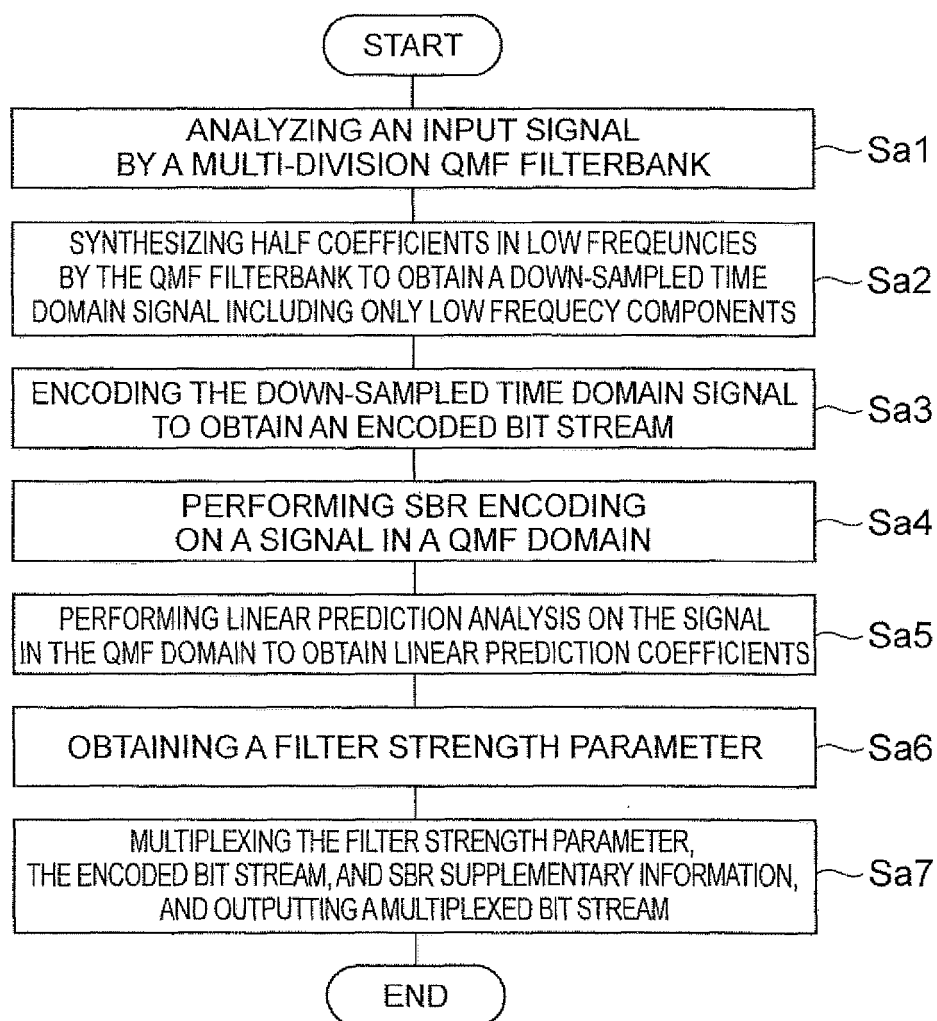 START
ANALYZING AN INPUT SIGNAL
BY A MULTI-DIVISION QMF FILTERBANK
Sa1
SYNTHESIZING HALF COEFFICIENTS IN LOW FREQEUNCIES
BY THE QMF FILTERBANK TO OBTAIN A DOWN-SAMPLED TIME
DOMAIN SIGNAL INCLUDING ONLY LOW FREQUECY COMPONENTS
Sa2
ENCODING THE DOWN-SAMPLED TIME DOMAIN SIGNAL
TO OBTAIN AN ENCODED BIT STREAM
Sa3
PERFORMING SBR ENCODING
ON A SIGNAL IN A QMF DOMAIN
Sa4
PERFORMING LINEAR PREDICTION ANALYSIS ON THE SIGNAL
IN THE QMF DOMAIN TO OBTAIN LINEAR PREDICTION COEFFICIENTS
Sa5
OBTAINING A FILTER STRENGTH PARAMETER
Sa6
MULTIPLEXING THE FILTER STRENGTH PARAMETER,
THE ENCODED BIT STREAM, AND SBR SUPPLEMENTARY INFORMATION,
AND OUTPUTTING A MULTIPLEXED BIT STREAM
Sa7
END